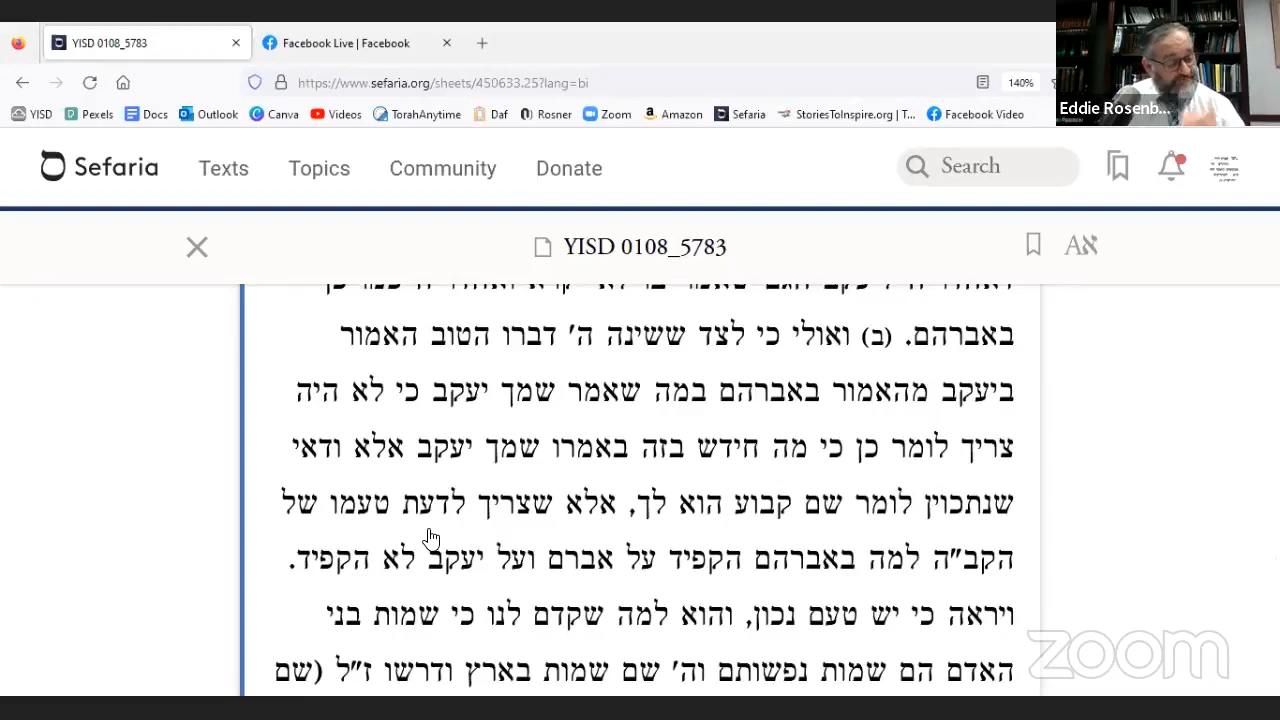 YISD 0108_5783
Facebook Live | Facebook
https://www.sefaria.org/sheets/450633.25?lang=bi
140%
YISD Pexels Docs Outlook Canva Videos TorahAnytime Daf Rosner Zoom Amazon Sefaria StoriesToInspire.org | T... Facebook Video
Eddie Rosenb...
Sefaria Texts Topics Community Donate Search
YISD 0108_5783
Aא
באברהם. (ב) ואולי כי לצד ששינה ה' דברו הטוב האמור
ביעקב מהאמור באברהם במה שאמר שמך יעקב כי לא היה
צריך לומר כן כי מה חידש בזה באמרו שמך יעקב אלא ודאי
שנתכוין לומר שם קבוע הוא לך, אלא שצריך לדעת טעמו של
הקב"ה למה באברהם הקפיד על אברם ועל יעקב לא הקפיד.
ויראה כי יש טעם נכון, והוא למה שקדם לנו כי שמות בני
האדם הם שמות נפשותם וה' שם שמות בארץ ודרשו ז"ל (שם
zoom